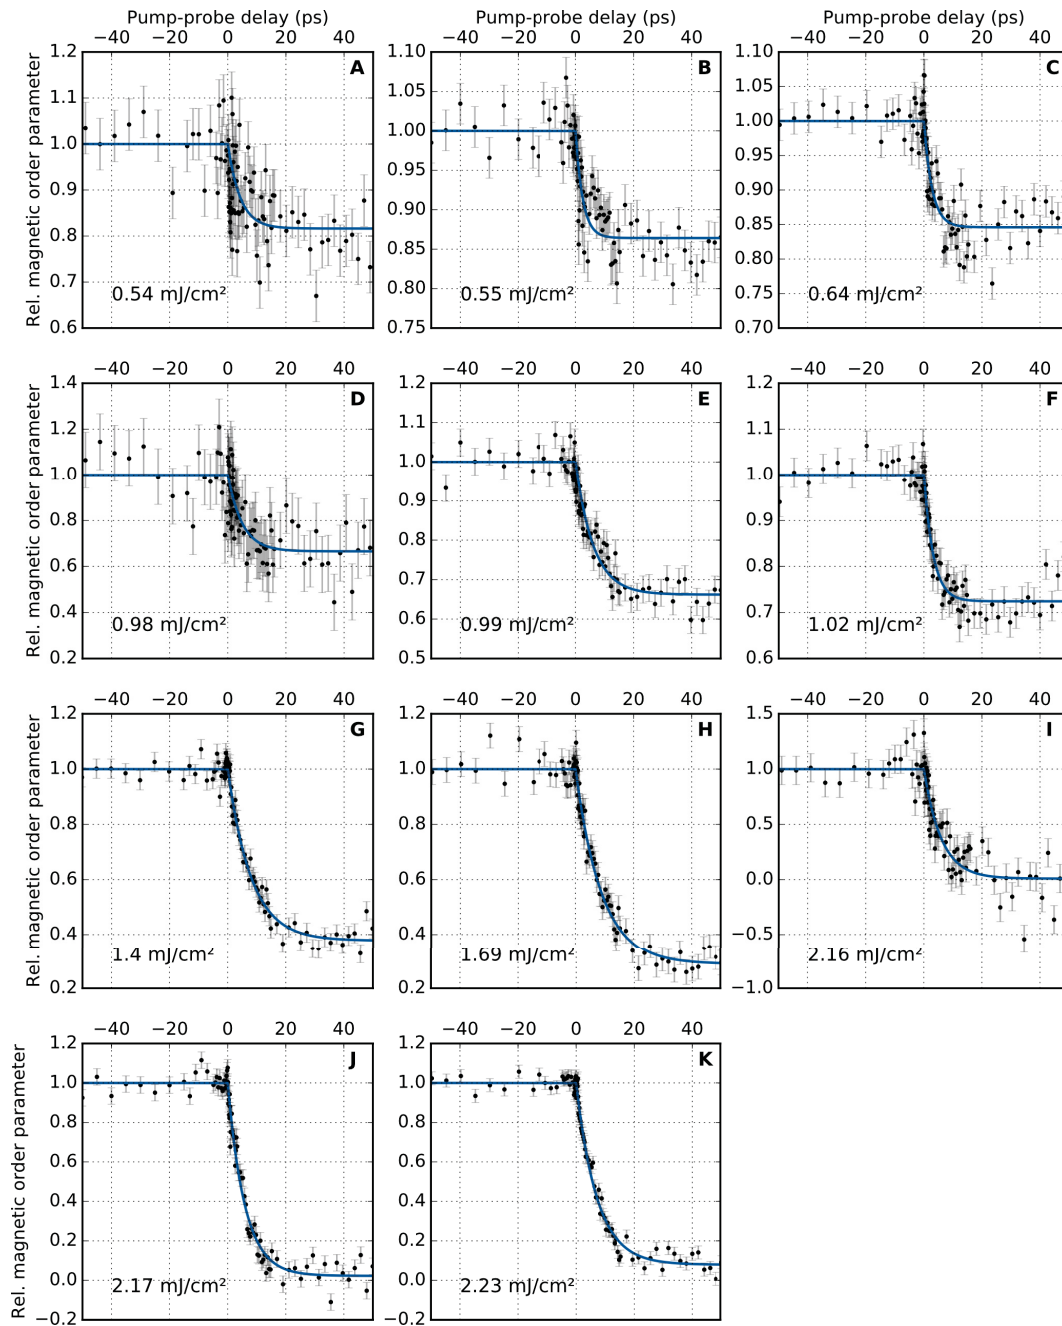 Pump-probe delay (ps) Pump-probe delay (ps) Pump-probe delay (ps)
−40 −20 0 20 40 −40 −20 0 20 40 −40 −20 0 20 40
Rel. magnetic order parameter
1.2
1.1
1.0
0.9
0.8
0.7
0.6
A
0.54 mJ/cm²
1.10
1.05
1.00
0.95
0.90
0.85
0.80
0.75
B
0.55 mJ/cm²
1.10
1.05
1.00
0.95
0.90
0.85
0.80
0.75
0.70
C
0.64 mJ/cm²
−40 −20 0 20 40 −40 −20 0 20 40 −40 −20 0 20 40
Rel. magnetic order parameter
1.4
1.2
1.0
0.8
0.6
0.4
0.2
D
0.98 mJ/cm²
1.2
1.1
1.0
0.9
0.8
0.7
0.6
0.5
E
0.99 mJ/cm²
1.2
1.1
1.0
0.9
0.8
0.7
0.6
F
1.02 mJ/cm²
−40 −20 0 20 40 −40 −20 0 20 40 −40 −20 0 20 40
Rel. magnetic order parameter
1.2
1.0
0.8
0.6
0.4
0.2
G
1.4 mJ/cm²
1.2
1.0
0.8
0.6
0.4
0.2
H
1.69 mJ/cm²
1.5
1.0
0.5
0.0
−0.5
−1.0
I
2.16 mJ/cm²
−40 −20 0 20 40 −40 −20 0 20 40
Rel. magnetic order parameter
1.2
1.0
0.8
0.6
0.4
0.2
0.0
−0.2
J
2.17 mJ/cm²
1.2
1.0
0.8
0.6
0.4
0.2
0.0
−0.2
K
2.23 mJ/cm²